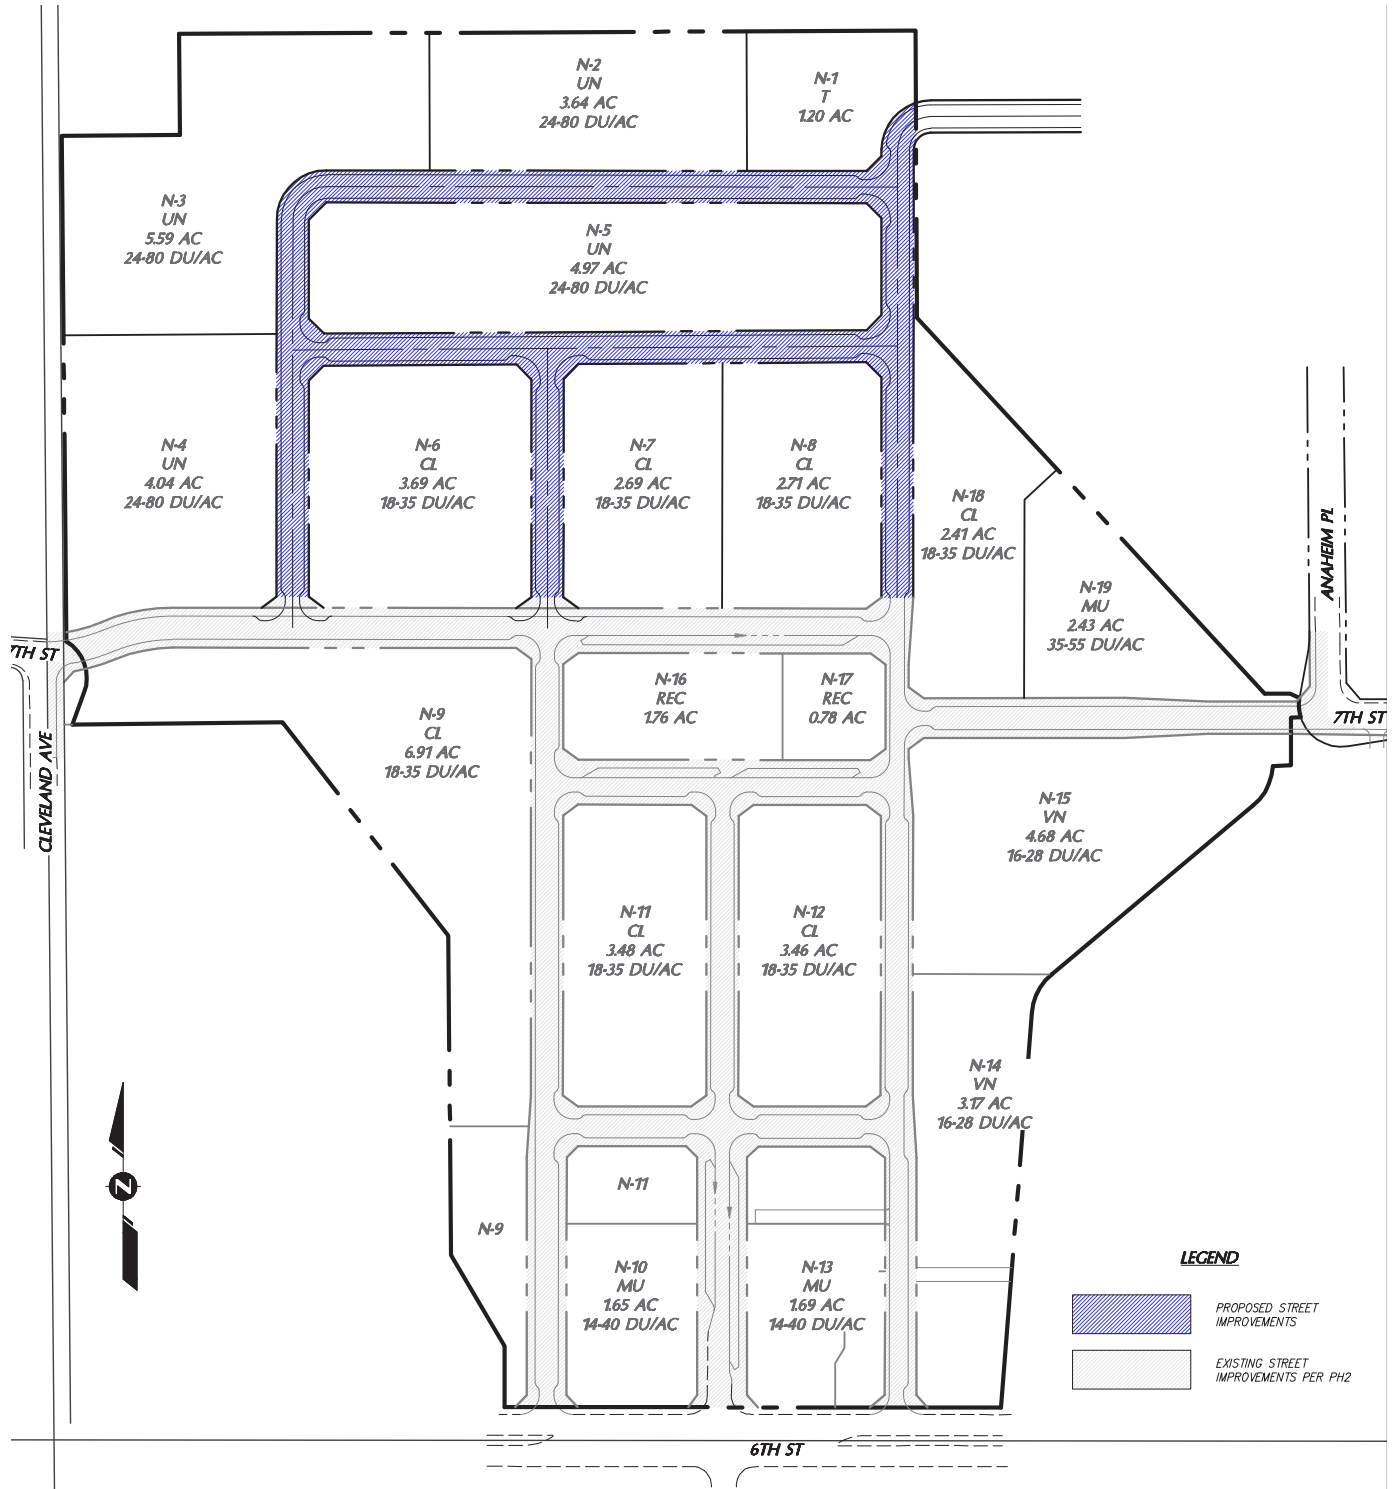 N-2
UN
3.64 AC
24-80 DU/AC
N-1
T
1.20 AC
N-3
UN
5.59 AC
24-80 DU/AC
N-5
UN
4.97 AC
24-80 DU/AC
N-4
UN
4.04 AC
24-80 DU/AC
N-6
CL
3.69 AC
18-35 DU/AC
N-7
CL
2.69 AC
18-35 DU/AC
N-8
CL
2.71 AC
18-35 DU/AC
N-18
CL
2.41 AC
18-35 DU/AC
N-19
MU
2.43 AC
35-55 DU/AC
ANAHEIM PL
7TH ST
N-16
REC
1.76 AC
N-17
REC
0.78 AC
N-9
CL
6.91 AC
18-35 DU/AC
7TH ST
CLEVELAND AVE
N-15
VN
4.68 AC
16-28 DU/AC
N-11
CL
3.48 AC
18-35 DU/AC
N-12
CL
3.46 AC
18-35 DU/AC
N-14
VN
3.17 AC
16-28 DU/AC
Z
N-11
N-9
N-10
MU
1.65 AC
14-40 DU/AC
N-13
MU
1.69 AC
14-40 DU/AC
LEGEND
PROPOSED STREET
IMPROVEMENTS
EXISTING STREET
IMPROVEMENTS PER PH2
6TH ST